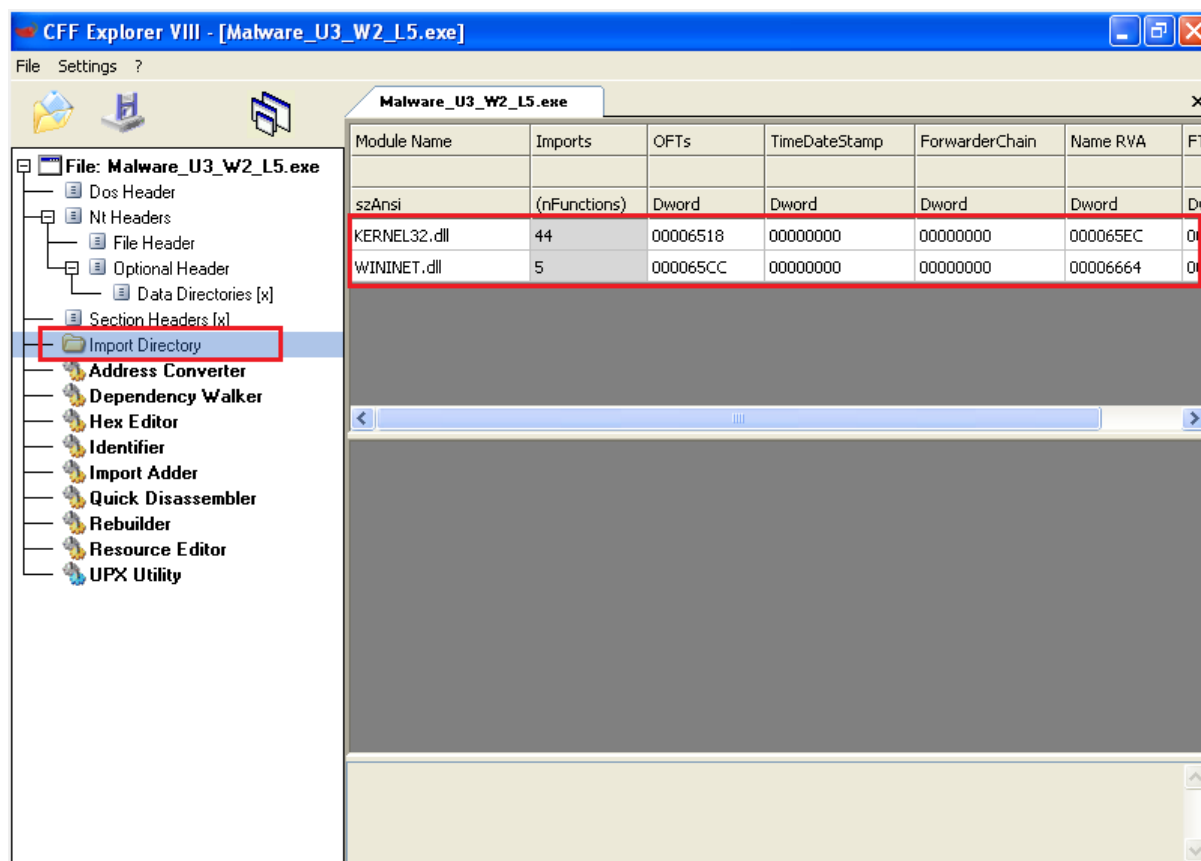 CFF Explorer VIII - [Malware_U3_W2_L5.exe]
File Settings ?
Malware_U3_W2_L5.exe
File: Malware_U3_W2_L5.exe
Dos Header
Nt Headers
File Header
Optional Header
Data Directories [x]
Section Headers [x]
Import Directory
Address Converter
Dependency Walker
Hex Editor
Identifier
Import Adder
Quick Disassembler
Rebuilder
Resource Editor
UPX Utility
Module Name Imports OFTs TimeDateStamp ForwarderChain Name RVA
szAnsi (nFunctions) Dword Dword Dword Dword
KERNEL32.dll 44 00006518 00000000 00000000 000065EC
WININET.dll 5 000065CC 00000000 00000000 00006664